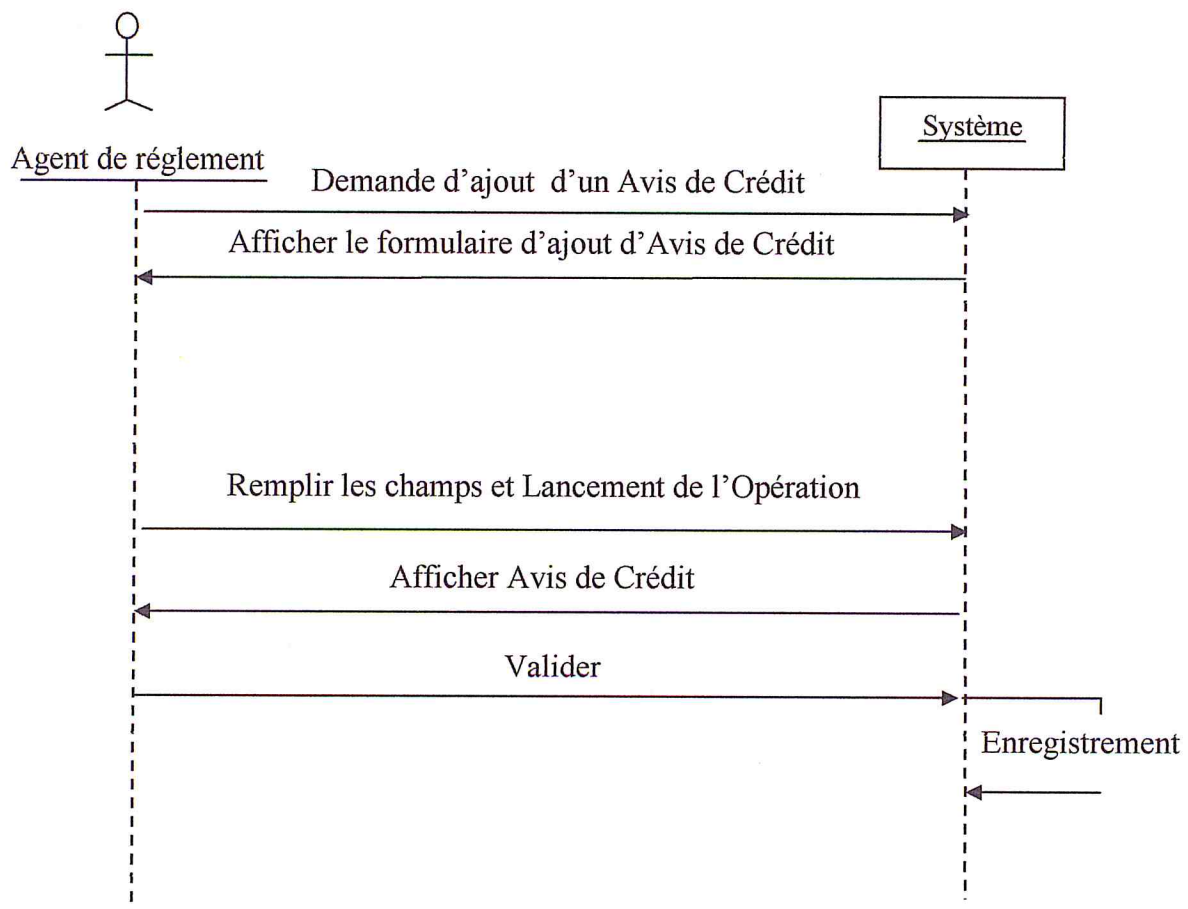 Système
Agent de réglement
Demande d'ajout d'un Avis de Crédit
Afficher le formulaire d'ajout d'Avis de Crédit
Remplir les champs et Lancement de l'Opération
Afficher Avis de Crédit
Valider
Enregistrement